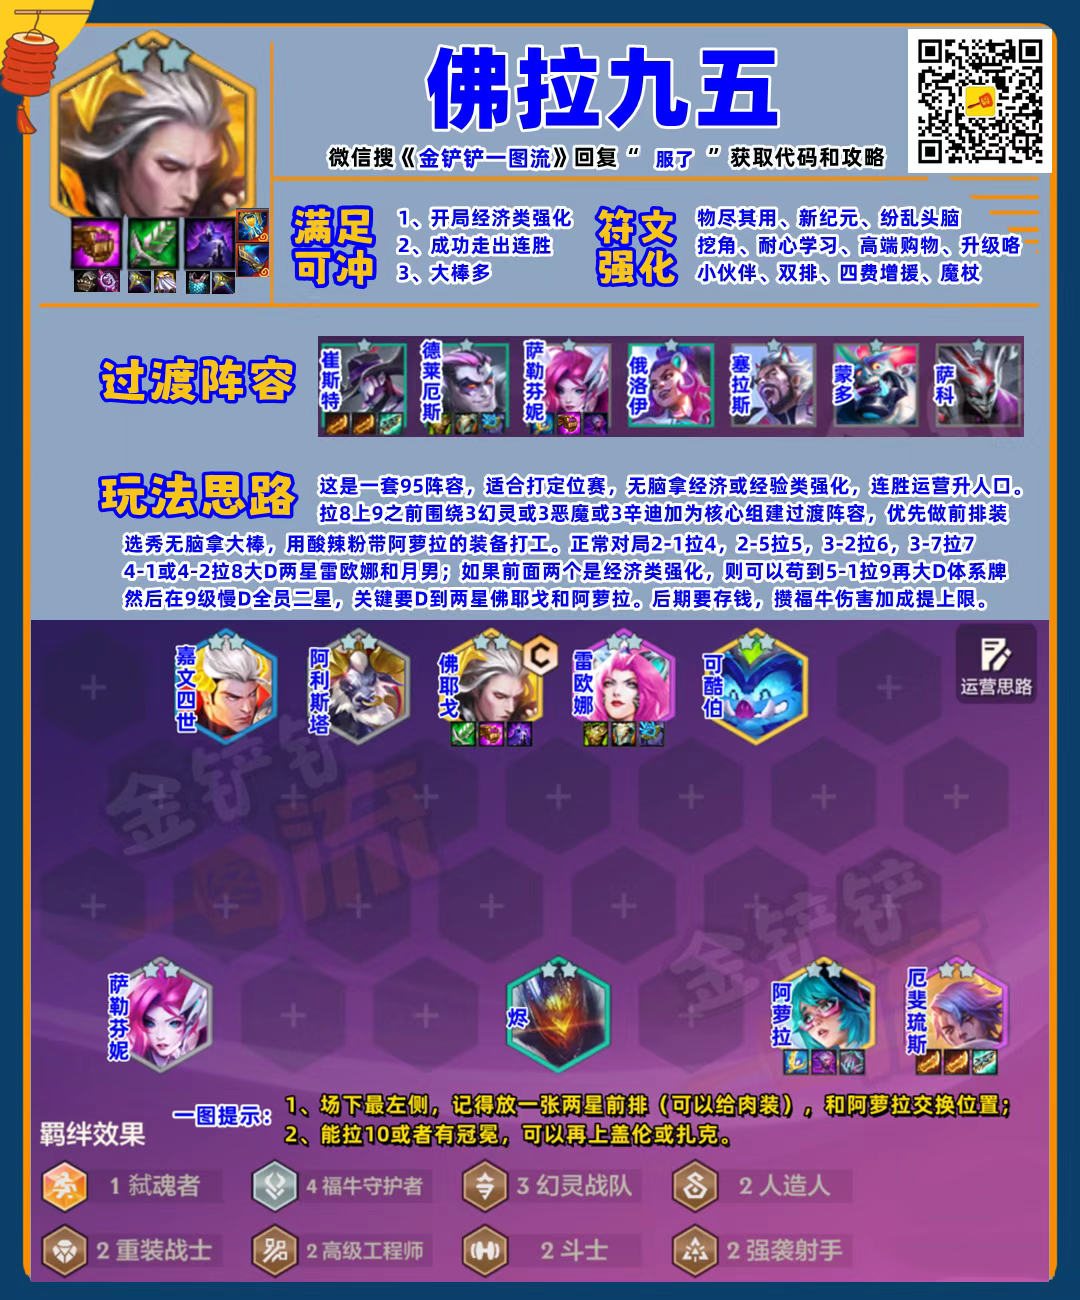 佛拉九五
微信搜《金铲铲一图流》回复“ 服了 ”获取代码和攻略
满足
可冲
1、开局经济类强化
2、成功走出连胜
3、大棒多
符文
强化
物尽其用、新纪元、纷乱头脑
挖角、耐心学习、高端购物、升级咯
小伙伴、双排、四费增援、魔杖
过渡阵容
崔斯特
德莱厄斯
萨勒芬妮
俄洛伊
塞拉斯
蒙多
萨科
玩法思路
这是一套95阵容，适合打定位赛，无脑拿经济或经验类强化，连胜运营升人口。
拉8上9之前围绕3幻灵或3恶魔或3辛迪加为核心组建过渡阵容，优先做前排装
选秀无脑拿大棒，用酸辣粉带阿萝拉的装备打工。正常对局2-1拉4，2-5拉5，3-2拉6，3-7拉7
4-1或4-2拉8大D两星雷欧娜和月男；如果前面两个是经济类强化，则可以苟到5-1拉9再大D体系牌
然后在9级慢D全员二星，关键要D到两星佛耶戈和阿萝拉。后期要存钱，攒福牛伤害加成提上限。
嘉文四世
阿利斯塔
佛耶戈
C
雷欧娜
可酷伯
运营思路
金铲铲
一图流
金铲铲
萨勒芬妮
烬
阿萝拉
厄斐琉斯
一图提示：
1、场下最左侧，记得放一张两星前排（可以给肉装），和阿萝拉交换位置；
2、能拉10或者有冠冕，可以再上盖伦或扎克。
羁绊效果
1 弑魂者
4 福牛守护者
3 幻灵战队
2 人造人
2 重装战士
2 高级工程师
2 斗士
2 强袭射手